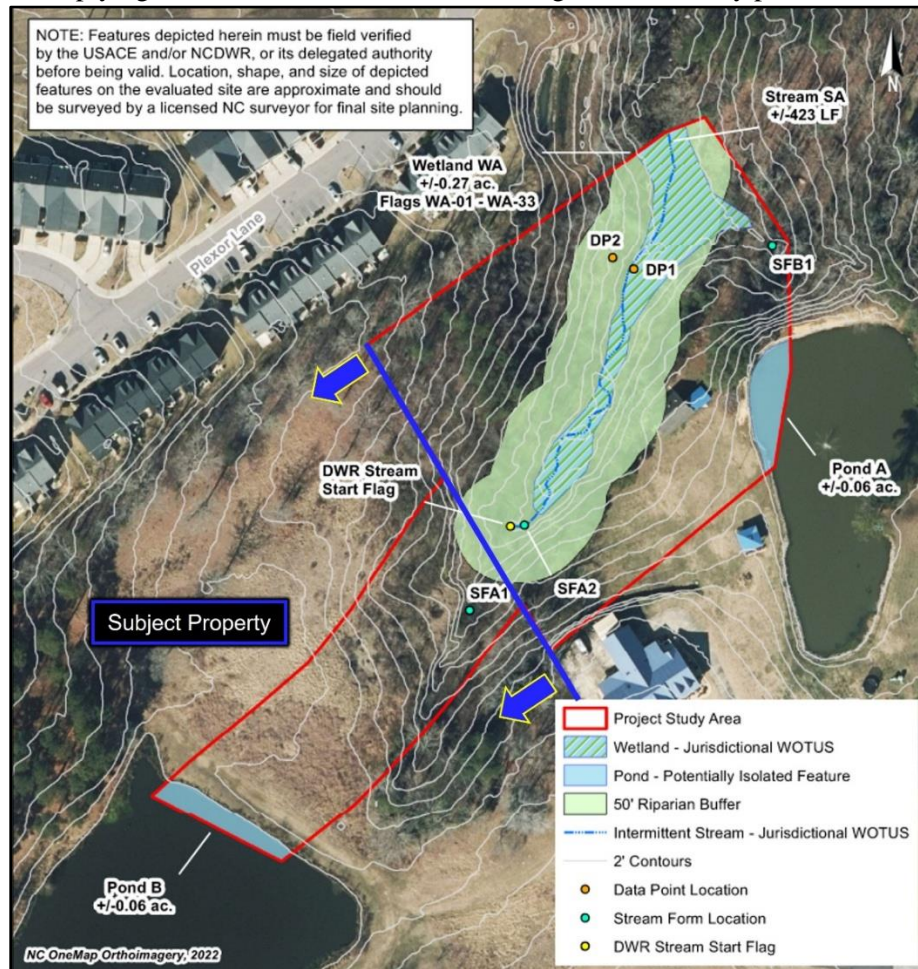 NOTE: Features depicted herein must be field verified
by the USACE and/or NCDWR, or its delegated authority
before being valid. Location, shape, and size of depicted
features on the evaluated site are approximate and should
be surveyed by a licensed NC surveyor for final site planning.
N
Stream SA
+/-423 LF
Wetland WA
+/-0.27 ac.
Flags WA-01 - WA-33
Plexor Lane
DP2
DP1
SFB1
DWR Stream
Start Flag
Pond A
+/-0.06 ac.
SFA1
SFA2
Subject Property
Project Study Area
Wetland - Jurisdictional WOTUS
Pond - Potentially Isolated Feature
50' Riparian Buffer
Intermittent Stream - Jurisdictional WOTUS
2' Contours
Data Point Location
Stream Form Location
DWR Stream Start Flag
Pond B
+/-0.06 ac.
NC OneMap Orthoimagery, 2022